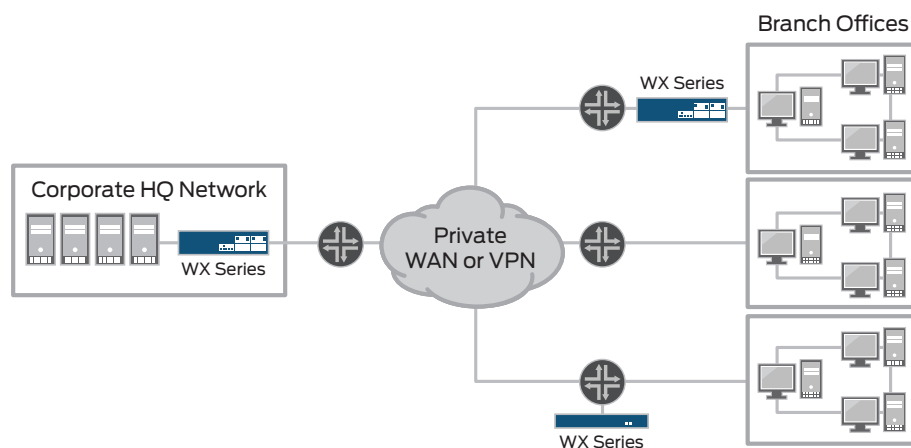 Branch Offices
WX Series
Corporate HQ Network
WX Series
Private
WAN or VPN
WX Series